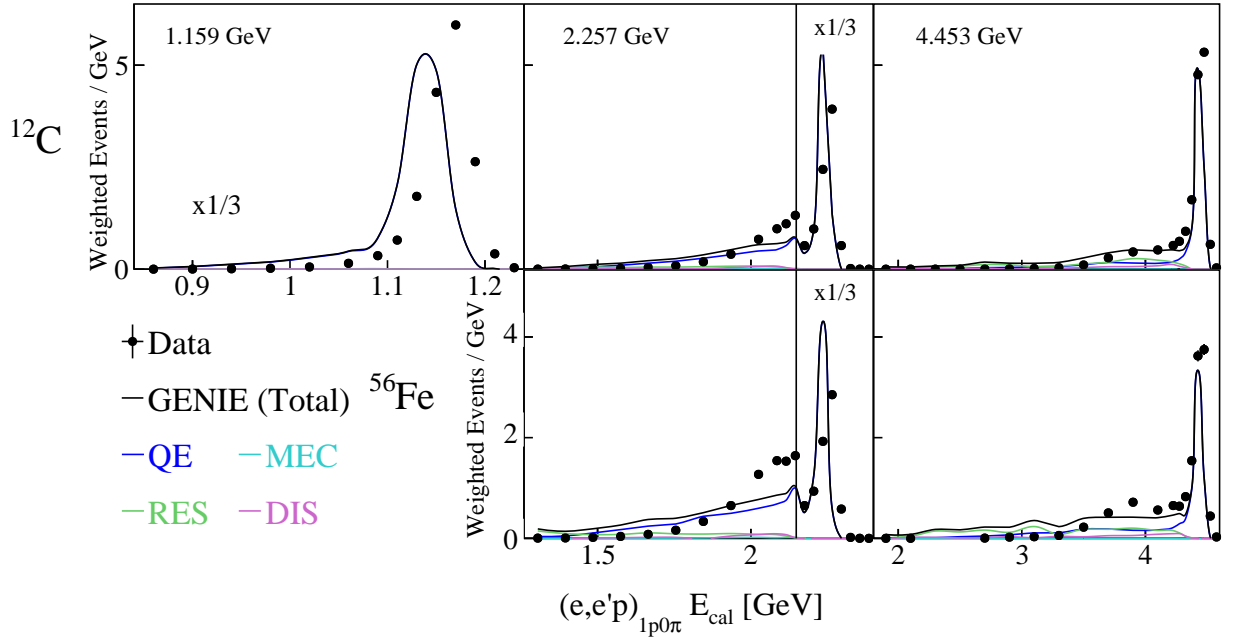 1.159 GeV
2.257 GeV
x1/3
4.453 GeV
5
¹²C
Weighted Events / GeV
x1/3
0
0.9 1 1.1 1.2
x1/3
Data
GENIE (Total)
QE MEC
RES DIS
⁵⁶Fe
Weighted Events / GeV
4
2
0
1.5 2 2 3 4
(e,e'p)₁ₚ₀π E_cal [GeV]